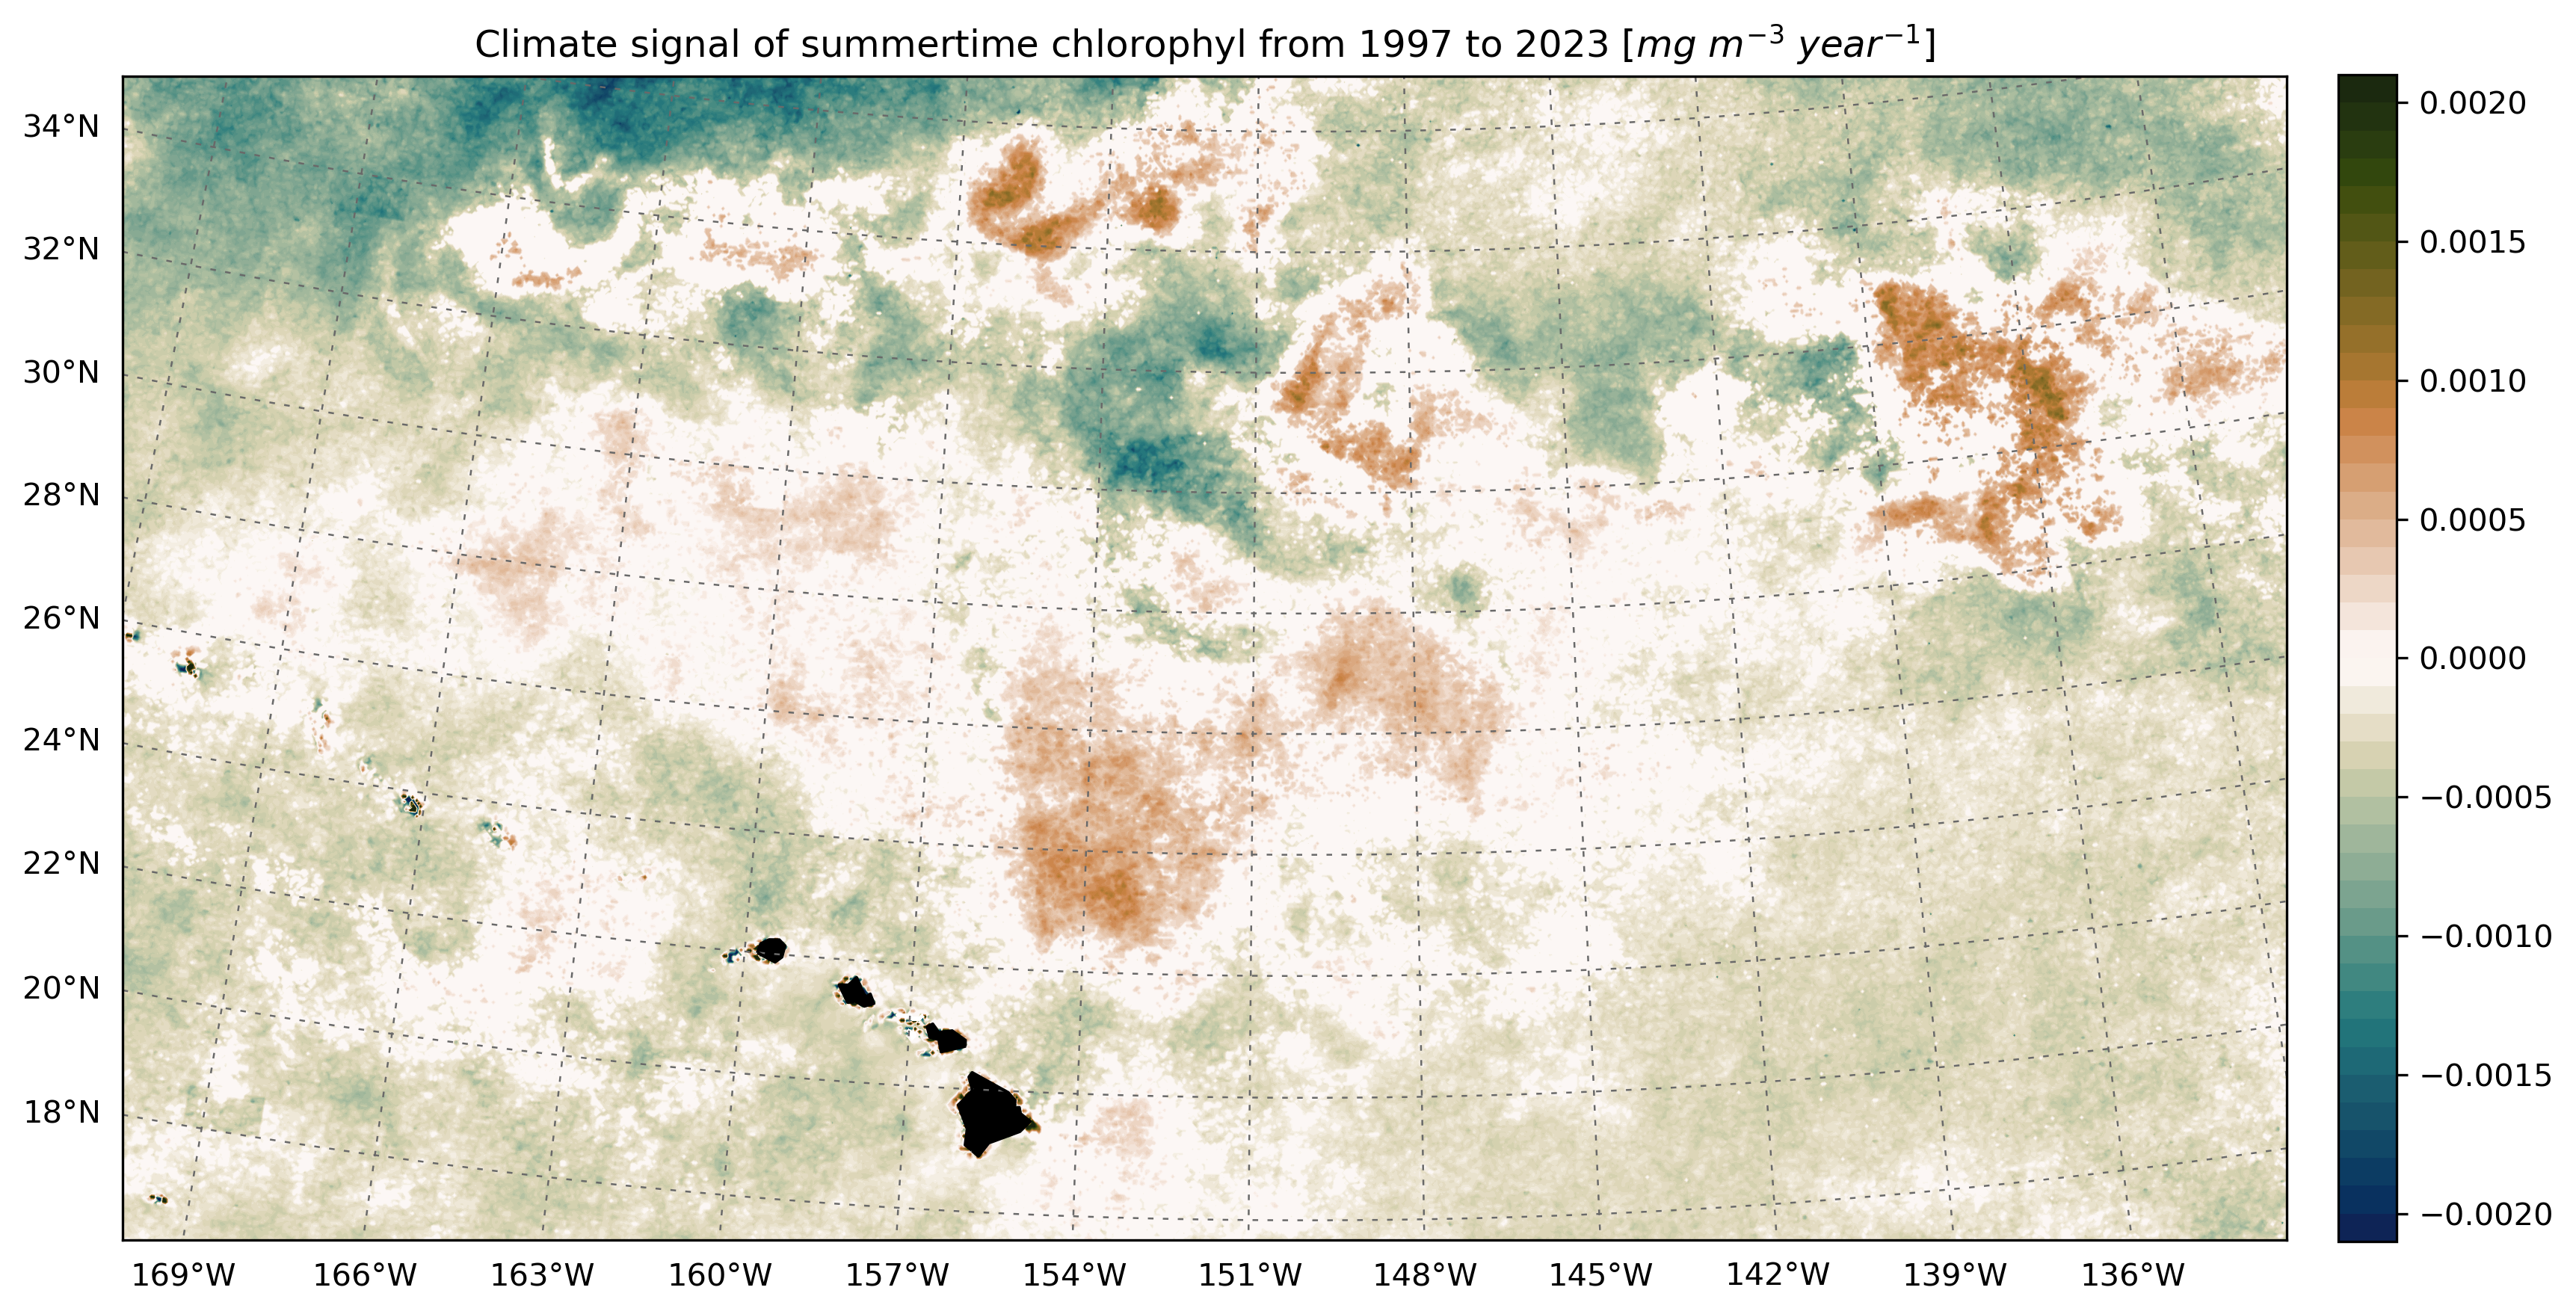 Climate signal of summertime chlorophyl from 1997 to 2023 [mg m⁻³ year⁻¹]
34°N
32°N
30°N
28°N
26°N
24°N
22°N
20°N
18°N
169°W 166°W 163°W 160°W 157°W 154°W 151°W 148°W 145°W 142°W 139°W 136°W
0.0020
0.0015
0.0010
0.0005
0.0000
−0.0005
−0.0010
−0.0015
−0.0020